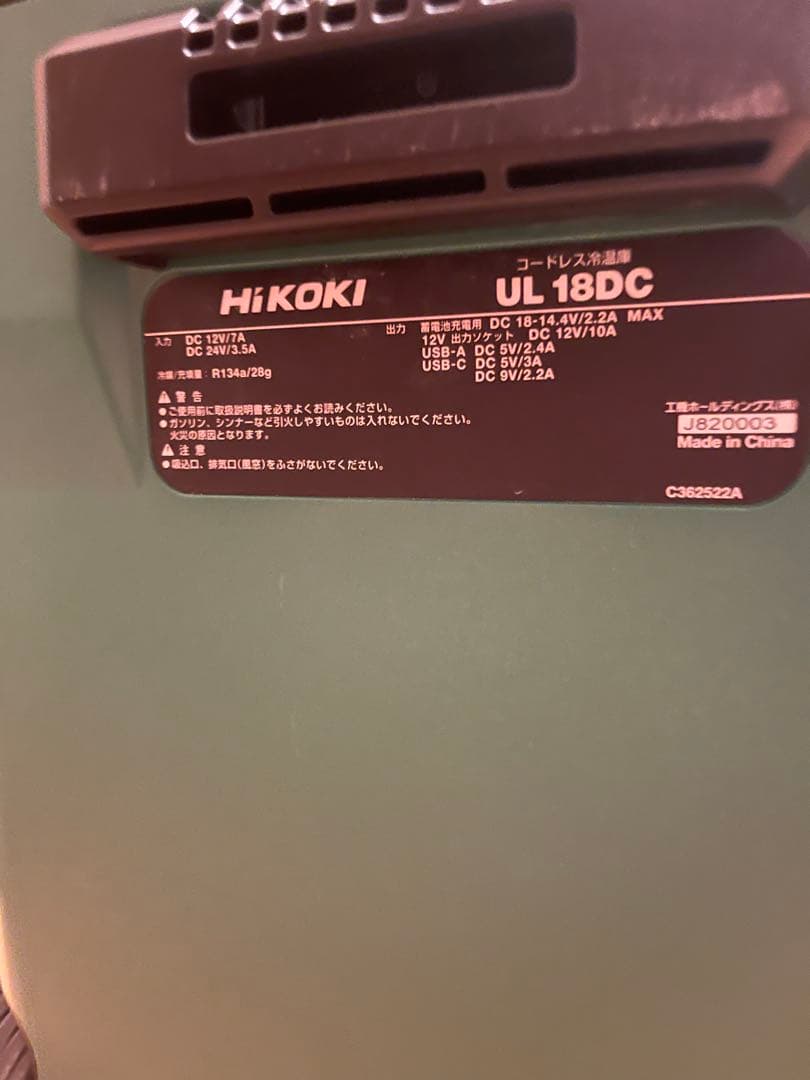 コードレス冷温庫
HiKOKI UL 18DC
入力 DC 12V/7A
DC 24V/3.5A
冷媒/充填量: R134a/28g
出力 蓄電池充電用 DC 18-14.4V/2.2A MAX
12V 出力ソケット DC 12V/10A
USB-A DC 5V/2.4A
USB-C DC 5V/3A
DC 9V/2.2A
警告
●ご使用前に取扱説明書を必ずよくお読みください。
●ガソリン、シンナーなど引火しやすいものは入れないでください。
火災の原因となります。
注意
●吸込口、排気口(風窓)をふさがないでください。
工機ホールディングス(株)
J820003
Made in China
C362522A